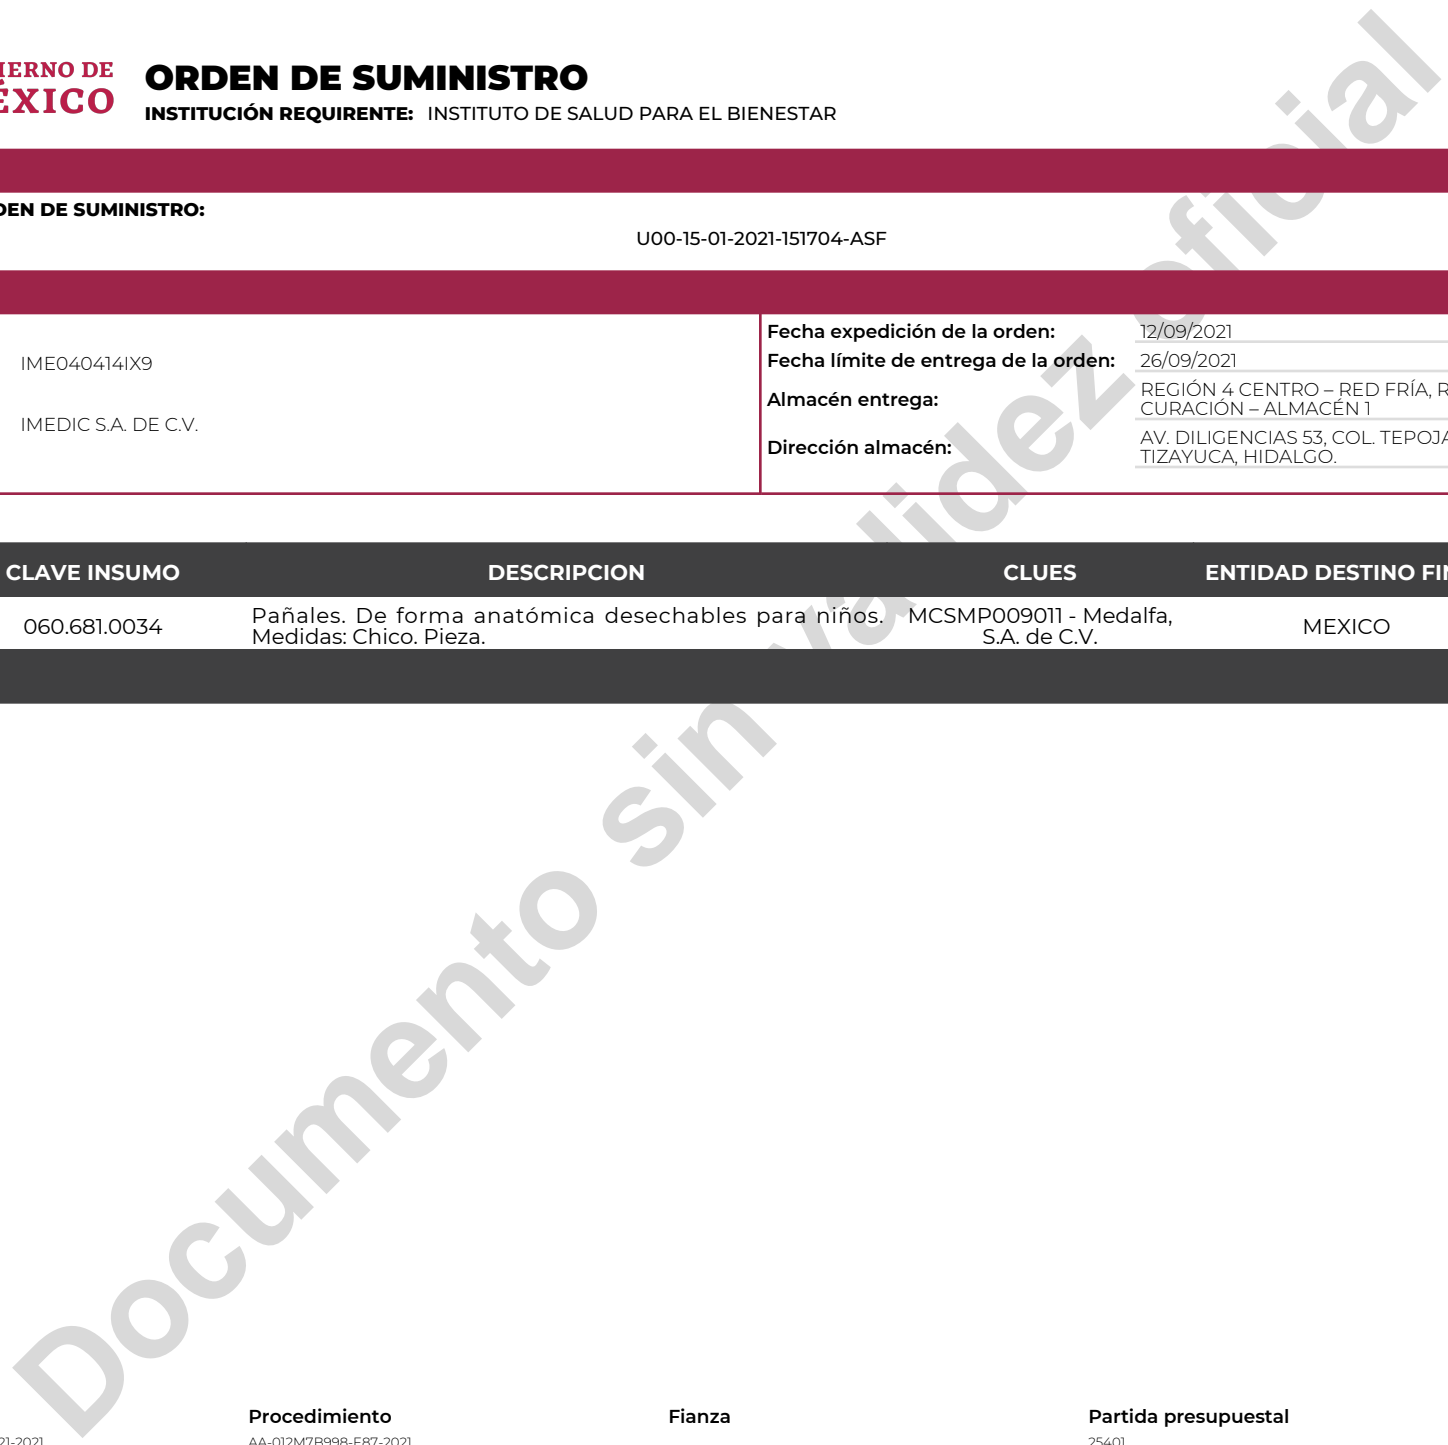 IERNO DE
ÉXICO
ORDEN DE SUMINISTRO
INSTITUCIÓN REQUIRENTE: INSTITUTO DE SALUD PARA EL BIENESTAR
DEN DE SUMINISTRO:
U00-15-01-2021-151704-ASF
IME040414IX9
IMEDIC S.A. DE C.V.
Fecha expedición de la orden: 12/09/2021
Fecha límite de entrega de la orden: 26/09/2021
Almacén entrega: REGIÓN 4 CENTRO – RED FRÍA, R
CURACIÓN – ALMACÉN 1
Dirección almacén: AV. DILIGENCIAS 53, COL. TEPOJA
TIZAYUCA, HIDALGO.
CLAVE INSUMO DESCRIPCION CLUES ENTIDAD DESTINO FIN
060.681.0034 Pañales. De forma anatómica desechables para niños. MCSMP009011 - Medalfa, MEXICO
Medidas: Chico. Pieza. S.A. de C.V.
Documento sin validez oficial
Procedimiento Fianza Partida presupuestal
21-2021 AA-012M7B998-E87-2021 25401